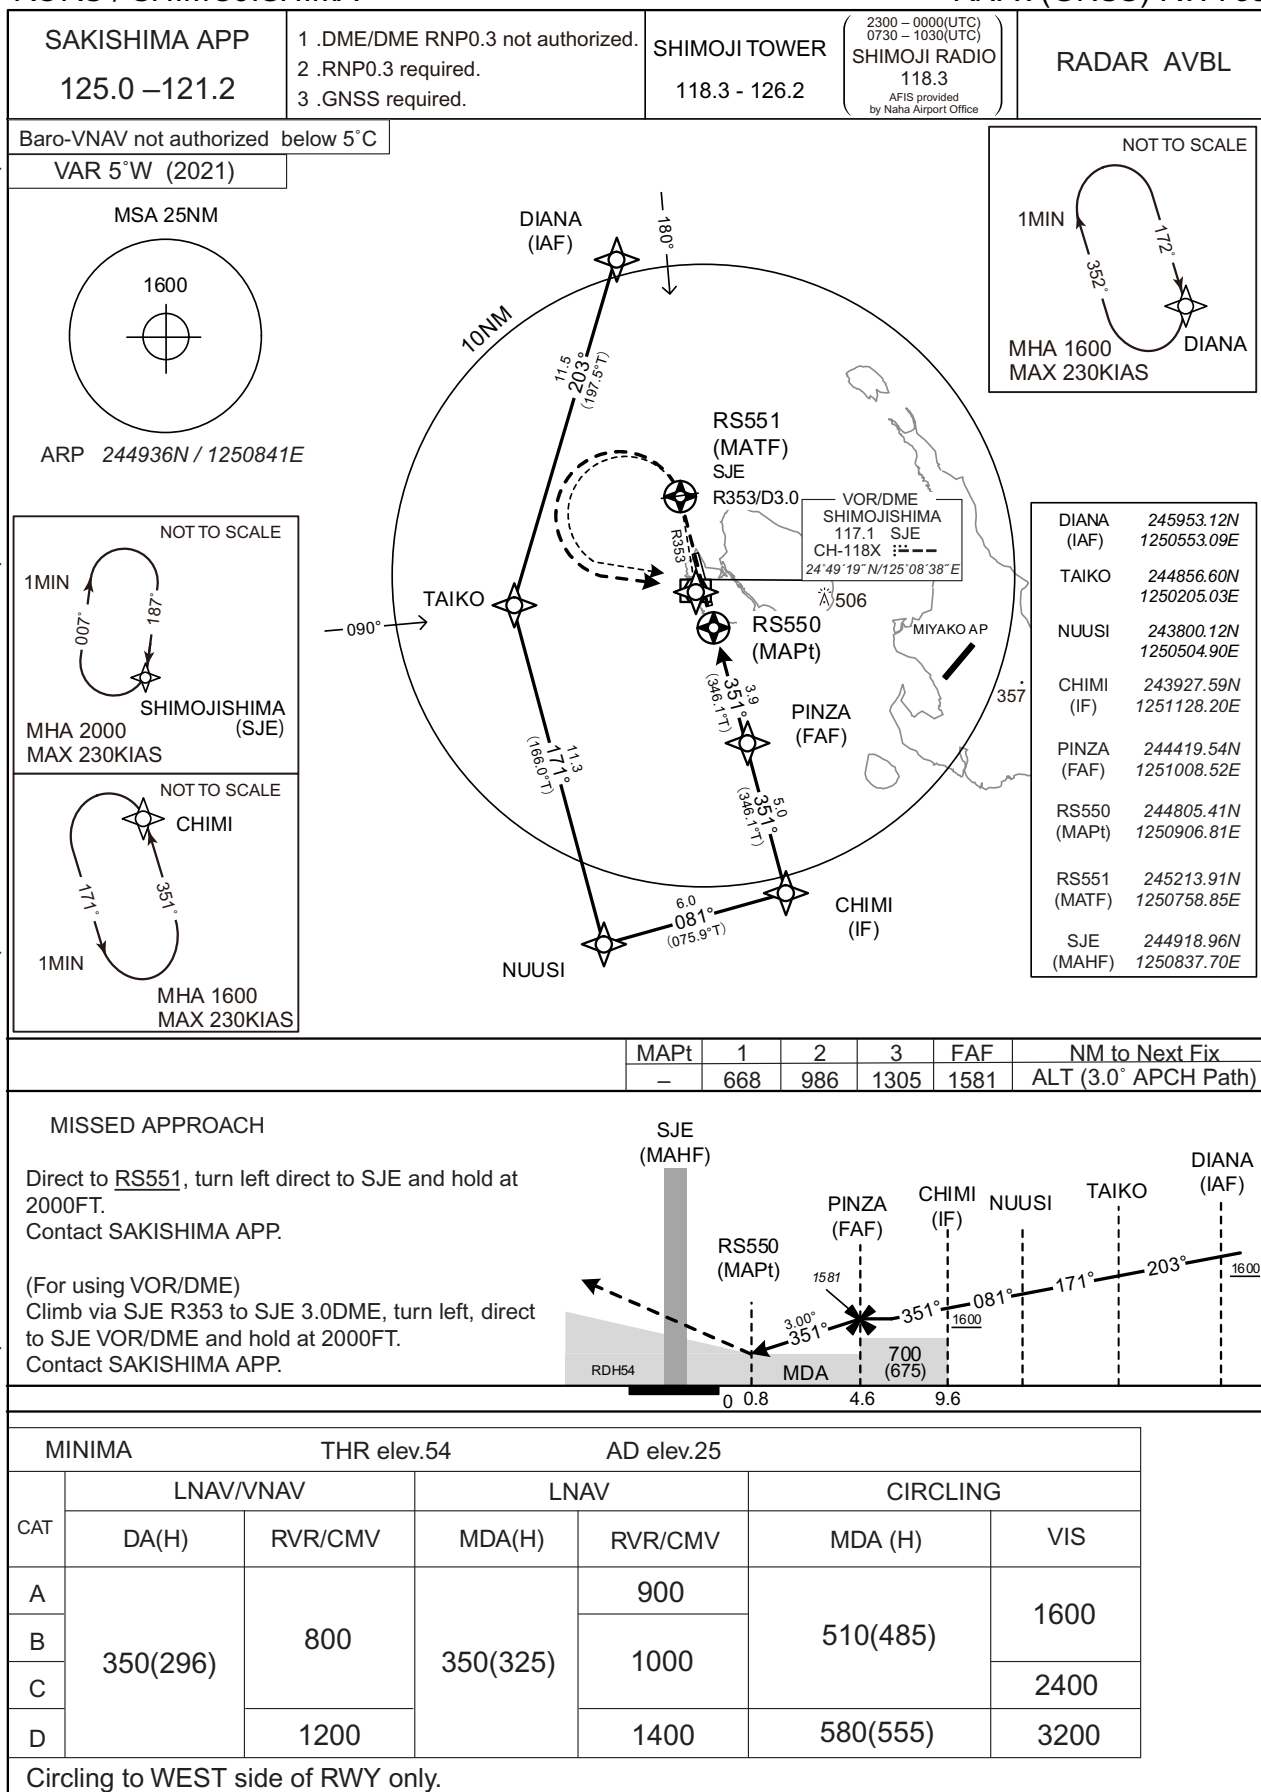 SAKISHIMA APP
125.0 –121.2
1 .DME/DME RNP0.3 not authorized.
2 .RNP0.3 required.
3 .GNSS required.
SHIMOJI TOWER
118.3 - 126.2
2300 – 0000(UTC)
0730 – 1030(UTC)
SHIMOJI RADIO
118.3
AFIS provided
by Naha Airport Office
RADAR AVBL
Baro-VNAV not authorized below 5˚C
VAR 5˚W (2021)
MSA 25NM
1600
ARP 244936N / 1250841E
NOT TO SCALE
1MIN
007°
187°
SHIMOJISHIMA
(SJE)
MHA 2000
MAX 230KIAS
NOT TO SCALE
CHIMI
171°
351°
1MIN
MHA 1600
MAX 230KIAS
DIANA
(IAF)
180°
10NM
11.5
203°
(197.5°T)
RS551
(MATF)
SJE
R353/D3.0
R353
VOR/DME
SHIMOJISHIMA
117.1 SJE
CH-118X
24˚49´19˝N/125˚08´38˝E
506
TAIKO
090°
RS550
(MAPt)
MIYAKO AP
357
3.9
351°
(346.1°T)
PINZA
(FAF)
11.3
171°
(166.0°T)
5.0
351°
(346.1°T)
6.0
081°
(075.9°T)
CHIMI
(IF)
NUUSI
NOT TO SCALE
1MIN
172°
352°
MHA 1600
MAX 230KIAS
DIANA
DIANA 245953.12N
(IAF) 1250553.09E
TAIKO 244856.60N
1250205.03E
NUUSI 243800.12N
1250504.90E
CHIMI 243927.59N
(IF) 1251128.20E
PINZA 244419.54N
(FAF) 1251008.52E
RS550 244805.41N
(MAPt) 1250906.81E
RS551 245213.91N
(MATF) 1250758.85E
SJE 244918.96N
(MAHF) 1250837.70E
MAPt 1 2 3 FAF NM to Next Fix
– 668 986 1305 1581 ALT (3.0˚ APCH Path)
MISSED APPROACH
Direct to RS551, turn left direct to SJE and hold at
2000FT.
Contact SAKISHIMA APP.
(For using VOR/DME)
Climb via SJE R353 to SJE 3.0DME, turn left, direct
to SJE VOR/DME and hold at 2000FT.
Contact SAKISHIMA APP.
SJE
(MAHF)
RS550
(MAPt)
PINZA
(FAF)
CHIMI
(IF)
NUUSI
TAIKO
DIANA
(IAF)
1581
3.00°
351°
351°
1600
081°
171°
203°
1600
RDH54
MDA
700
(675)
0 0.8 4.6 9.6
MINIMA THR elev.54 AD elev.25
CAT LNAV/VNAV LNAV CIRCLING
DA(H) RVR/CMV MDA(H) RVR/CMV MDA (H) VIS
A 900
B 800 510(485) 1600
350(296) 350(325) 1000
C 2400
D 1200 1400 580(555) 3200
Circling to WEST side of RWY only.